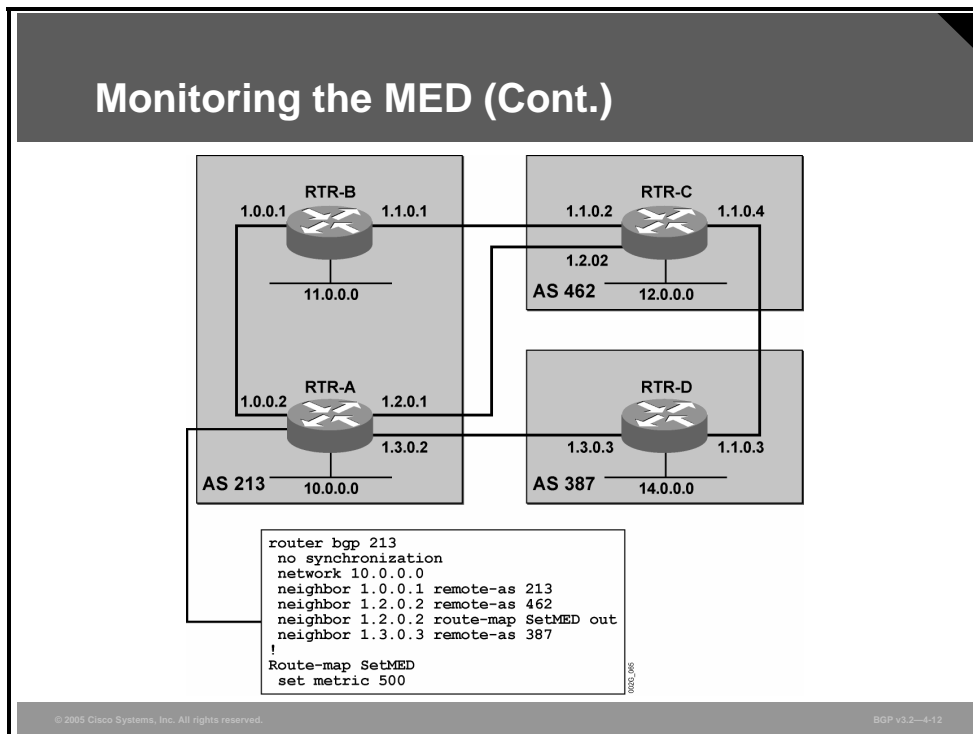 Monitoring the MED (Cont.)
RTR-B
1.0.0.1
1.1.0.1
11.0.0.0
RTR-C
1.1.0.2
1.1.0.4
1.2.02
AS 462
12.0.0.0
RTR-A
1.0.0.2
1.2.0.1
1.3.0.2
AS 213
10.0.0.0
RTR-D
1.3.0.3
1.1.0.3
AS 387
14.0.0.0
router bgp 213
no synchronization
network 10.0.0.0
neighbor 1.0.0.1 remote-as 213
neighbor 1.2.0.2 remote-as 462
neighbor 1.2.0.2 route-map SetMED out
neighbor 1.3.0.3 remote-as 387
!
Route-map SetMED
set metric 500
002G_065
© 2005 Cisco Systems, Inc. All rights reserved.
BGP v3.2—4-12